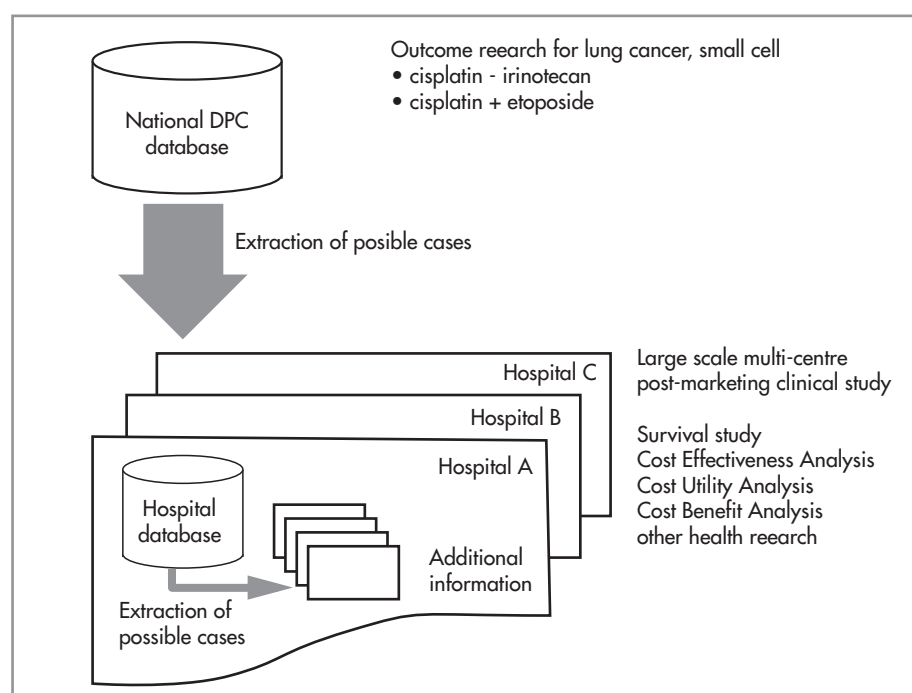 National DPC
database
Outcome reearch for lung cancer, small cell
• cisplatin - irinotecan
• cisplatin + etoposide
Extraction of posible cases
Hospital C
Hospital B
Hospital A
Hospital
database
Additional
information
Extraction of
possible cases
Large scale multi-centre
post-marketing clinical study
Survival study
Cost Effectiveness Analysis
Cost Utility Analysis
Cost Benefit Analysis
other health reearch